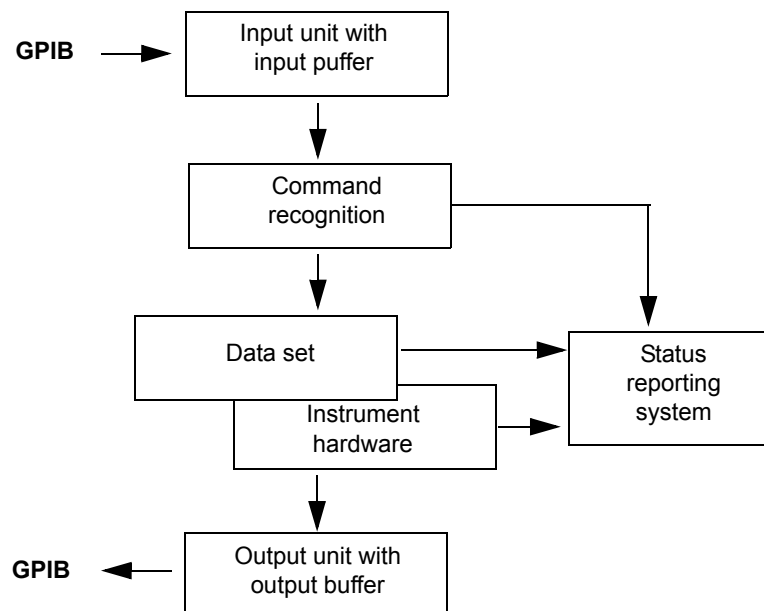 GPIB
Input unit with
input puffer
Command
recognition
Data set
Status
reporting
system
Instrument
hardware
GPIB
Output unit with
output buffer